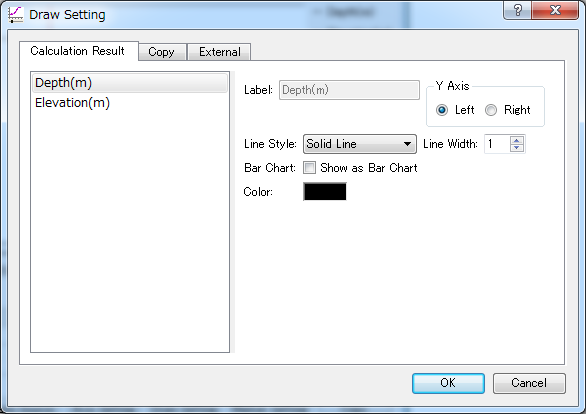 Draw Setting
?
Calculation Result
Copy
External
Depth(m)
Elevation(m)
Label:
Depth(m)
Y Axis
Left
Right
Line Style:
Solid Line
Line Width:
1
Bar Chart:
Show as Bar Chart
Color:
OK
Cancel